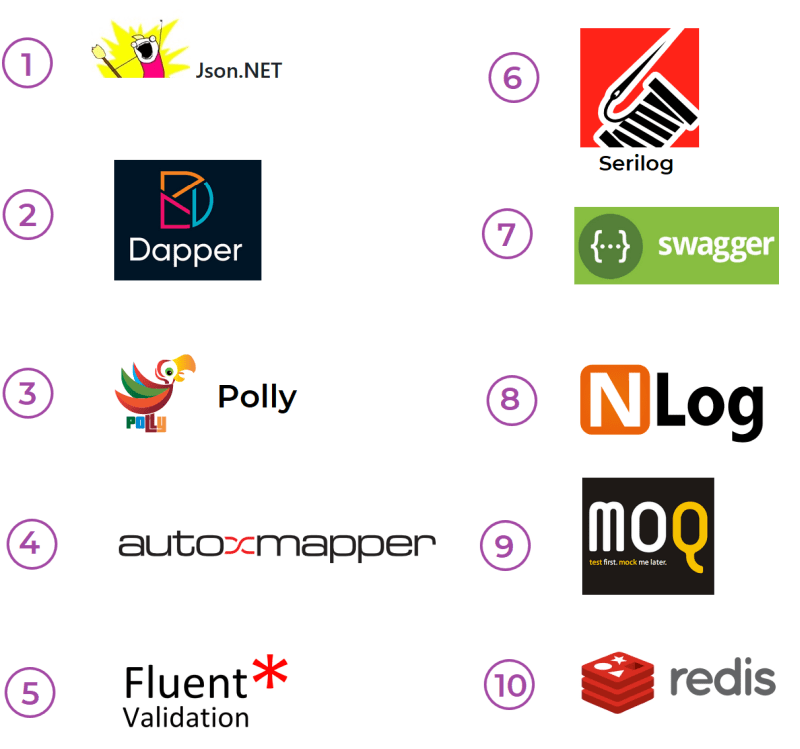 1
Json.NET
2
Dapper
3
POLLY
Polly
4
autoxmapper
5
Fluent*
Validation
6
Serilog
7
{...} swagger
8
NLog
9
moQ
test first. mock me later.
10
redis